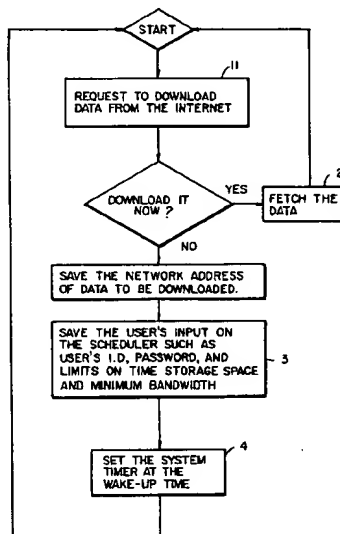 START
11
REQUEST TO DOWNLOAD
DATA FROM THE INTERNET
DOWNLOAD IT
NOW?
YES
2
FETCH THE
DATA
NO
SAVE THE NETWORK ADDRESS
OF DATA TO BE DOWNLOADED.
SAVE THE USER'S INPUT ON
THE SCHEDULER SUCH AS
USER'S I.D, PASSWORD, AND
LIMITS ON TIME STORAGE SPACE
AND MINIMUM BANDWIDTH
3
4
SET THE SYSTEM
TIMER AT THE
WAKE-UP TIME